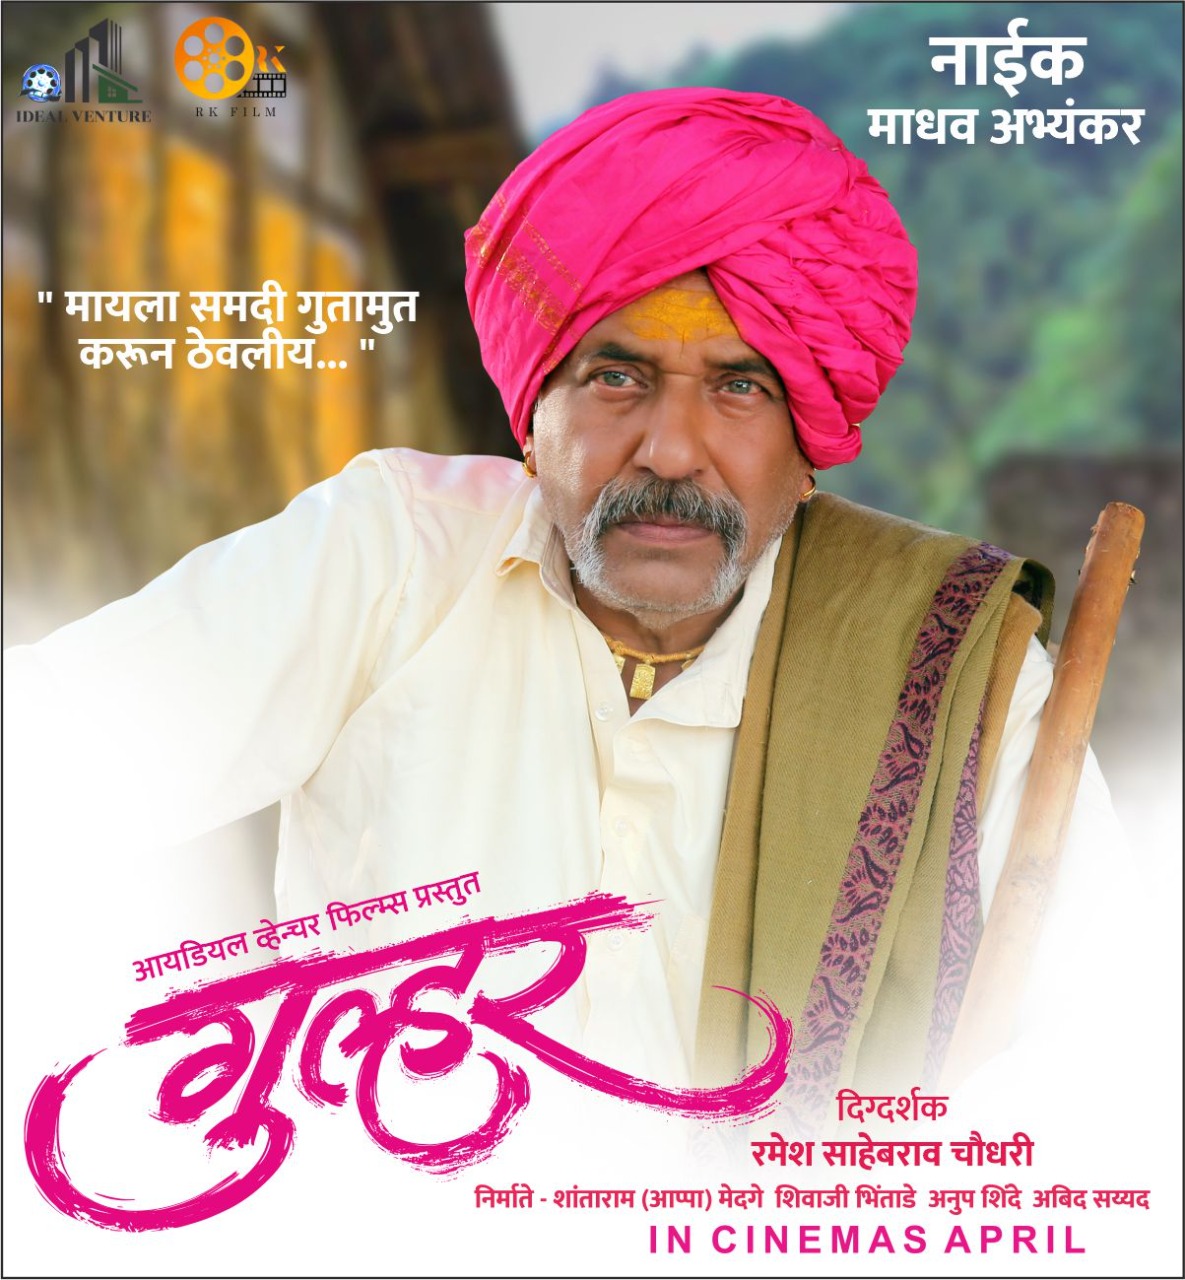 IDEAL VENTURE
RK
RK FILM
नाईक
माधव अभ्यंकर
" मायला समदी गुतामुत
करून ठेवलीय... "
आयडियल व्हेन्चर फिल्म्स प्रस्तुत
गुल्हर
दिग्दर्शक
रमेश साहेबराव चौधरी
निर्माते - शांताराम (आप्पा) मेदगे शिवाजी भिंताडे अनुप शिंदे अबिद सय्यद
IN CINEMAS APRIL